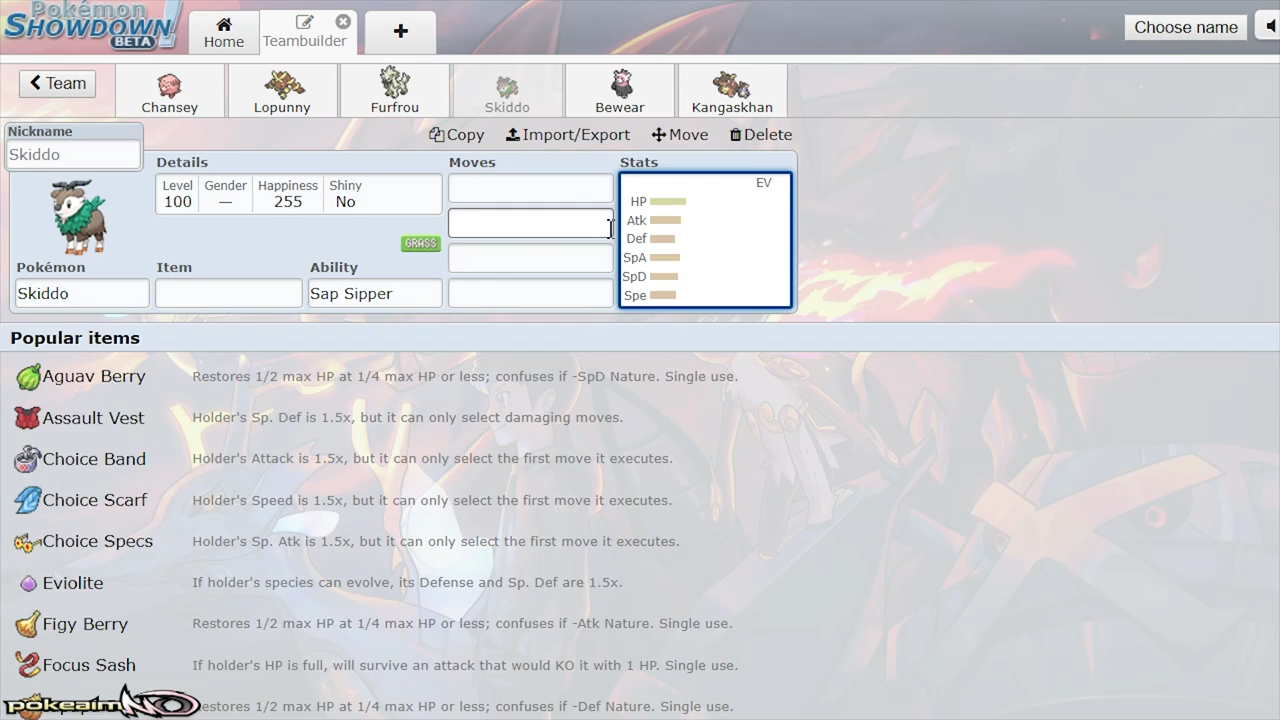 Pokémon
SHOWDOWN!
BETA
Home
Teambuilder
+
Choose name
Team
Chansey
Lopunny
Furfrou
Skiddo
Bewear
Kangaskhan
Copy
Import/Export
Move
Delete
Nickname
Skiddo
Details
Level
100
Gender
—
Happiness
255
Shiny
No
GRASS
Pokémon
Skiddo
Item
Ability
Sap Sipper
Moves
Stats
EV
HP
Atk
Def
SpA
SpD
Spe
Popular items
Aguav Berry Restores 1/2 max HP at 1/4 max HP or less; confuses if -SpD Nature. Single use.
Assault Vest Holder's Sp. Def is 1.5x, but it can only select damaging moves.
Choice Band Holder's Attack is 1.5x, but it can only select the first move it executes.
Choice Scarf Holder's Speed is 1.5x, but it can only select the first move it executes.
Choice Specs Holder's Sp. Atk is 1.5x, but it can only select the first move it executes.
Eviolite If holder's species can evolve, its Defense and Sp. Def are 1.5x.
Figy Berry Restores 1/2 max HP at 1/4 max HP or less; confuses if -Atk Nature. Single use.
Focus Sash If holder's HP is full, will survive an attack that would KO it with 1 HP. Single use.
estores 1/2 max HP at 1/4 max HP or less; confuses if -Def Nature. Single use.
pokeaimMD